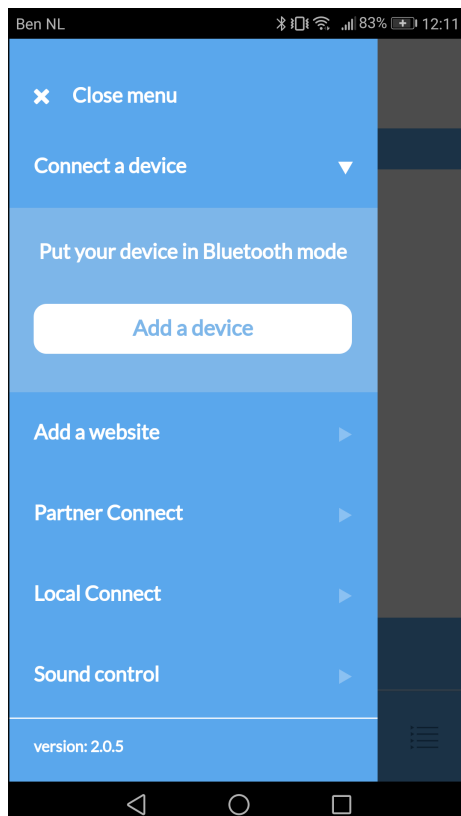 Ben NL 83% 12:11
Close menu
Connect a device
Put your device in Bluetooth mode
Add a device
Add a website
Partner Connect
Local Connect
Sound control
version: 2.0.5